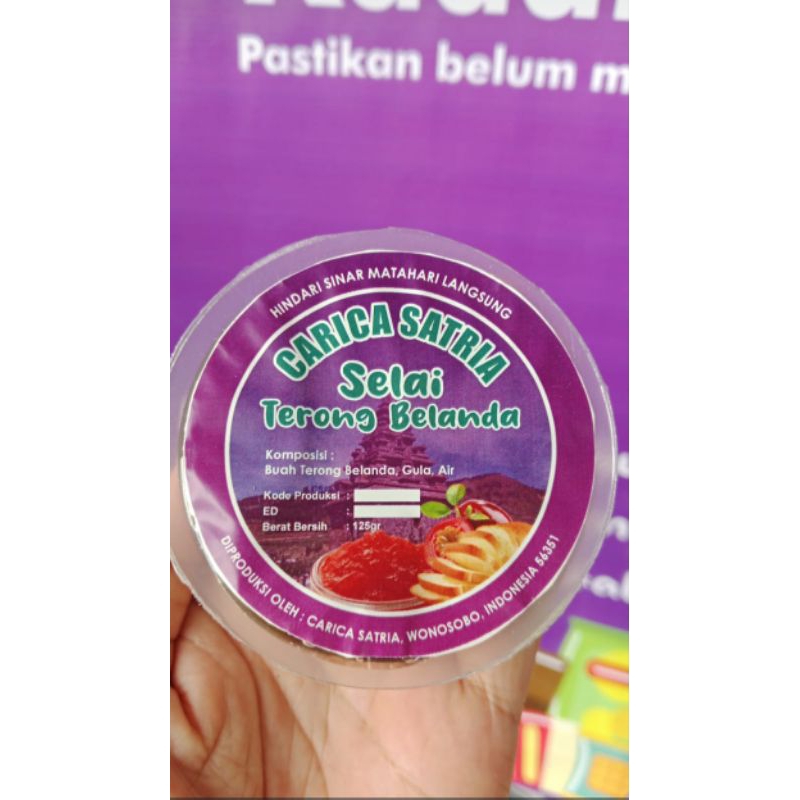 Pastikan belum m
HINDARI SINAR MATAHARI LANGSUNG
CARICA SATRIA
Selai
Terong Belanda
Komposisi :
Buah Terong Belanda, Gula, Air
Kode Produksi :
ED :
Berat Bersih : 125gr
DIPRODUKSI OLEH : CARICA SATRIA, WONOSOBO, INDONESIA 56351